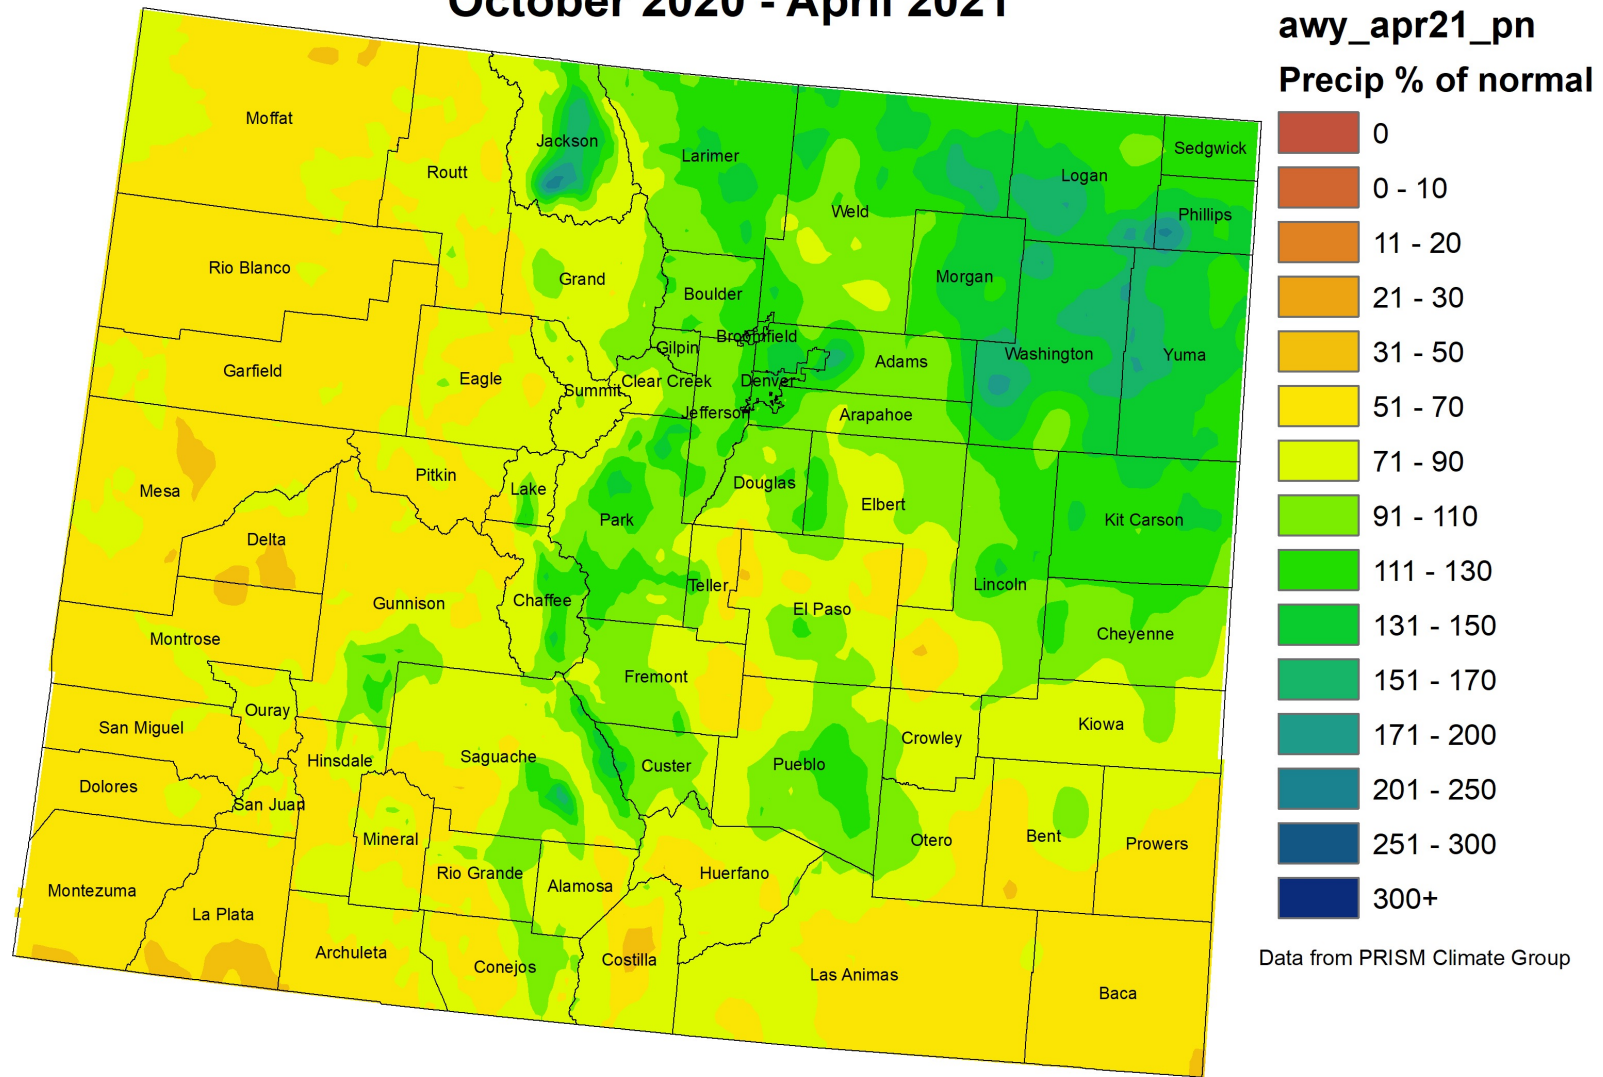 October 2020 - April 2021
awy_apr21_pn
Precip % of normal
0
0 - 10
11 - 20
21 - 30
31 - 50
51 - 70
71 - 90
91 - 110
111 - 130
131 - 150
151 - 170
171 - 200
201 - 250
251 - 300
300+
Data from PRISM Climate Group
Moffat
Routt
Jackson
Larimer
Weld
Logan
Sedgwick
Phillips
Rio Blanco
Grand
Boulder
Morgan
Broomfield
Gilpin
Garfield
Eagle
Summit
Clear Creek
Denver
Adams
Washington
Yuma
Jefferson
Arapahoe
Mesa
Pitkin
Lake
Park
Douglas
Elbert
Kit Carson
Delta
Gunnison
Chaffee
Teller
El Paso
Lincoln
Cheyenne
Montrose
Fremont
Ouray
San Miguel
Hinsdale
Saguache
Custer
Pueblo
Crowley
Kiowa
Dolores
San Juan
Mineral
Otero
Bent
Prowers
Montezuma
La Plata
Rio Grande
Alamosa
Huerfano
Archuleta
Conejos
Costilla
Las Animas
Baca